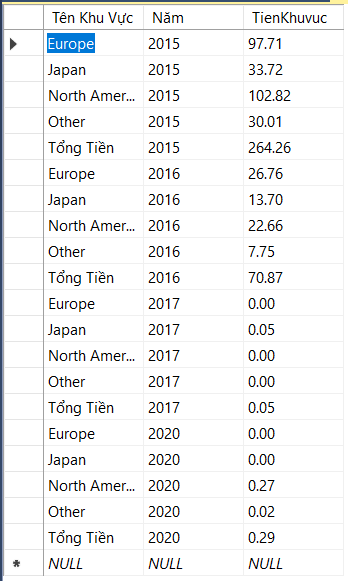 Tên Khu Vực Năm TienKhuvuc
Europe 2015 97.71
Japan 2015 33.72
North Amer... 2015 102.82
Other 2015 30.01
Tổng Tiền 2015 264.26
Europe 2016 26.76
Japan 2016 13.70
North Amer... 2016 22.66
Other 2016 7.75
Tổng Tiền 2016 70.87
Europe 2017 0.00
Japan 2017 0.05
North Amer... 2017 0.00
Other 2017 0.00
Tổng Tiền 2017 0.05
Europe 2020 0.00
Japan 2020 0.00
North Amer... 2020 0.27
Other 2020 0.02
Tổng Tiền 2020 0.29
NULL NULL NULL